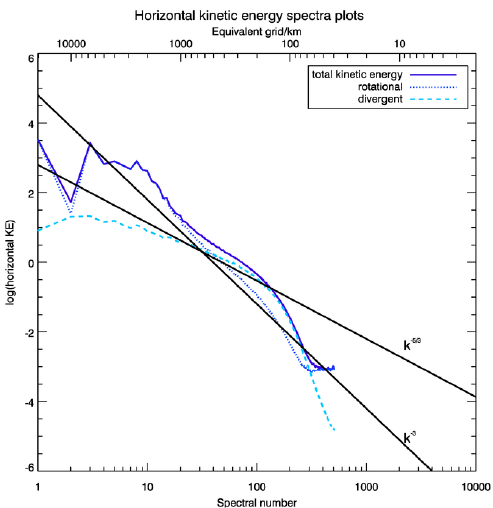 Horizontal kinetic energy spectra plots
Equivalent grid/km
10000 1000 100 10
total kinetic energy
rotational
divergent
6
4
2
0
-2
-4
-6
log(horizontal KE)
k-5/3
k-3
1 10 100 1000 10000
Spectral number